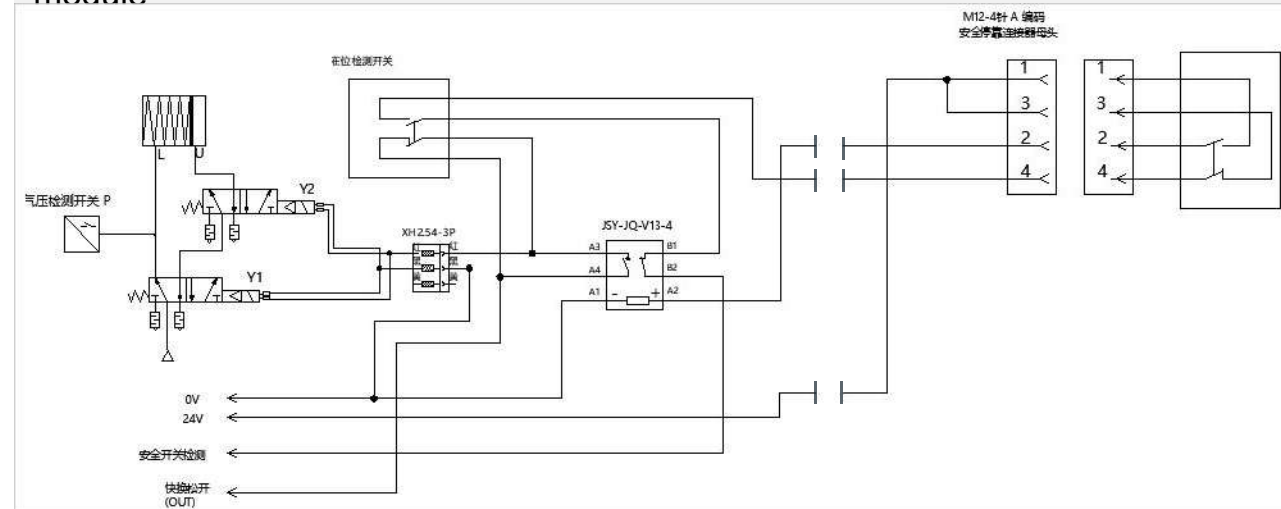 module
M12-4针 A 编码
安全停靠连接器母头
在位检测开关
1
1
3
3
2
2
4
4
L
U
Y2
气压检测开关 P
JSY-JQ-V13-4
XH2.54-3P
红
红
黑
黑
黄
黄
A3
B1
A4
B2
A1
-
+
A2
Y1
0V
24V
安全开关检测
快换松开
(OUT)